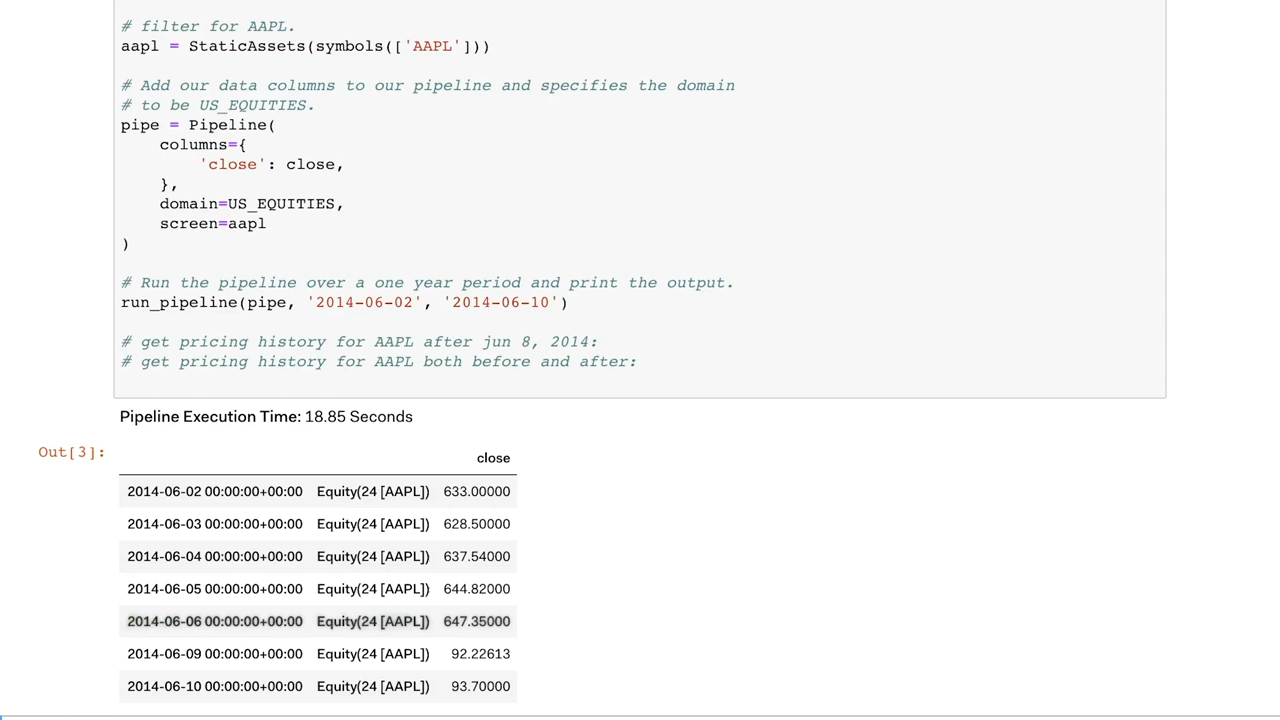 # filter for AAPL.
aapl = StaticAssets(symbols(['AAPL']))
# Add our data columns to our pipeline and specifies the domain
# to be US_EQUITIES.
pipe = Pipeline(
    columns={
        'close': close,
    },
    domain=US_EQUITIES,
    screen=aapl
)
# Run the pipeline over a one year period and print the output.
run_pipeline(pipe, '2014-06-02', '2014-06-10')
# get pricing history for AAPL after jun 8, 2014:
# get pricing history for AAPL both before and after:
Pipeline Execution Time: 18.85 Seconds
Out[3]:
close
2014-06-02 00:00:00+00:00 Equity(24 [AAPL]) 633.00000
2014-06-03 00:00:00+00:00 Equity(24 [AAPL]) 628.50000
2014-06-04 00:00:00+00:00 Equity(24 [AAPL]) 637.54000
2014-06-05 00:00:00+00:00 Equity(24 [AAPL]) 644.82000
2014-06-06 00:00:00+00:00 Equity(24 [AAPL]) 647.35000
2014-06-09 00:00:00+00:00 Equity(24 [AAPL]) 92.22613
2014-06-10 00:00:00+00:00 Equity(24 [AAPL]) 93.70000